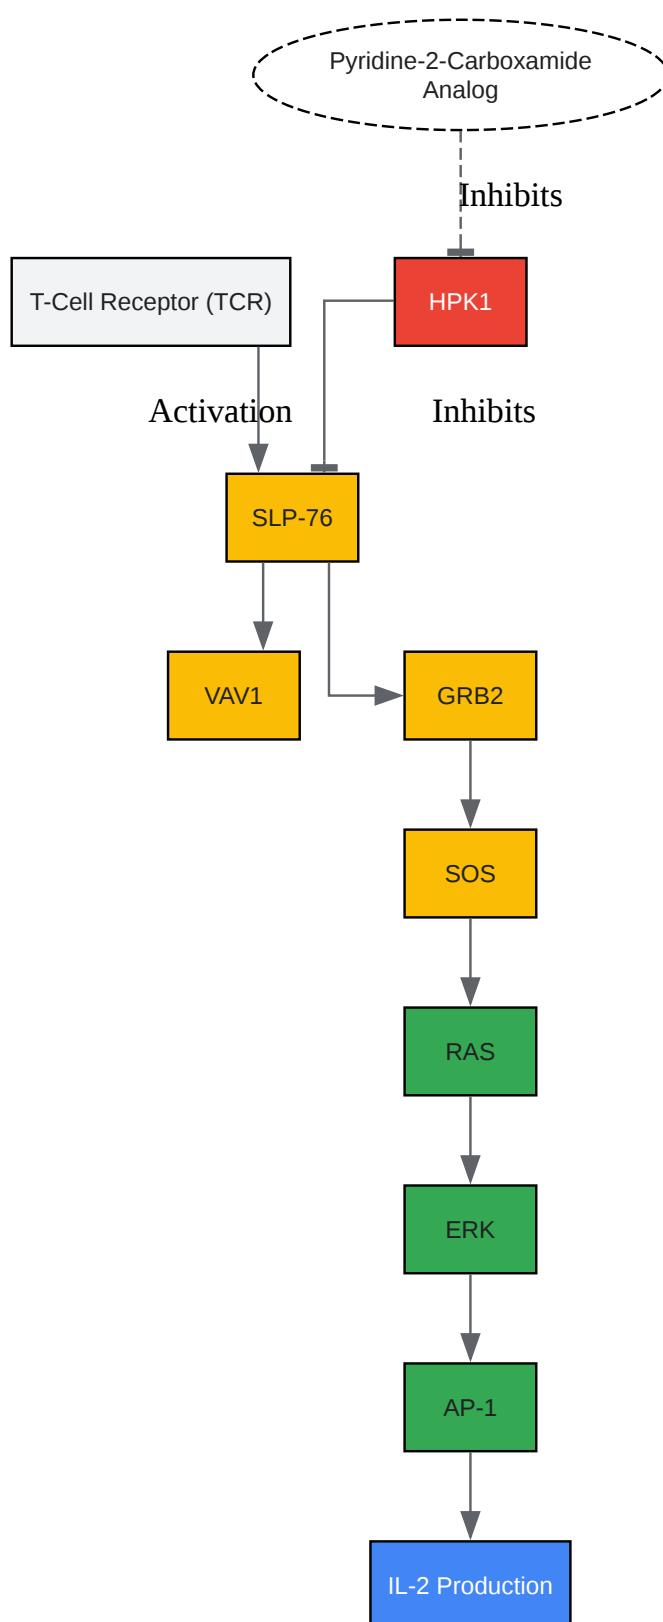 Pyridine-2-Carboxamide
Analog
Inhibits
T-Cell Receptor (TCR)
HPK1
Activation
Inhibits
SLP-76
VAV1
GRB2
SOS
RAS
ERK
AP-1
IL-2 Production